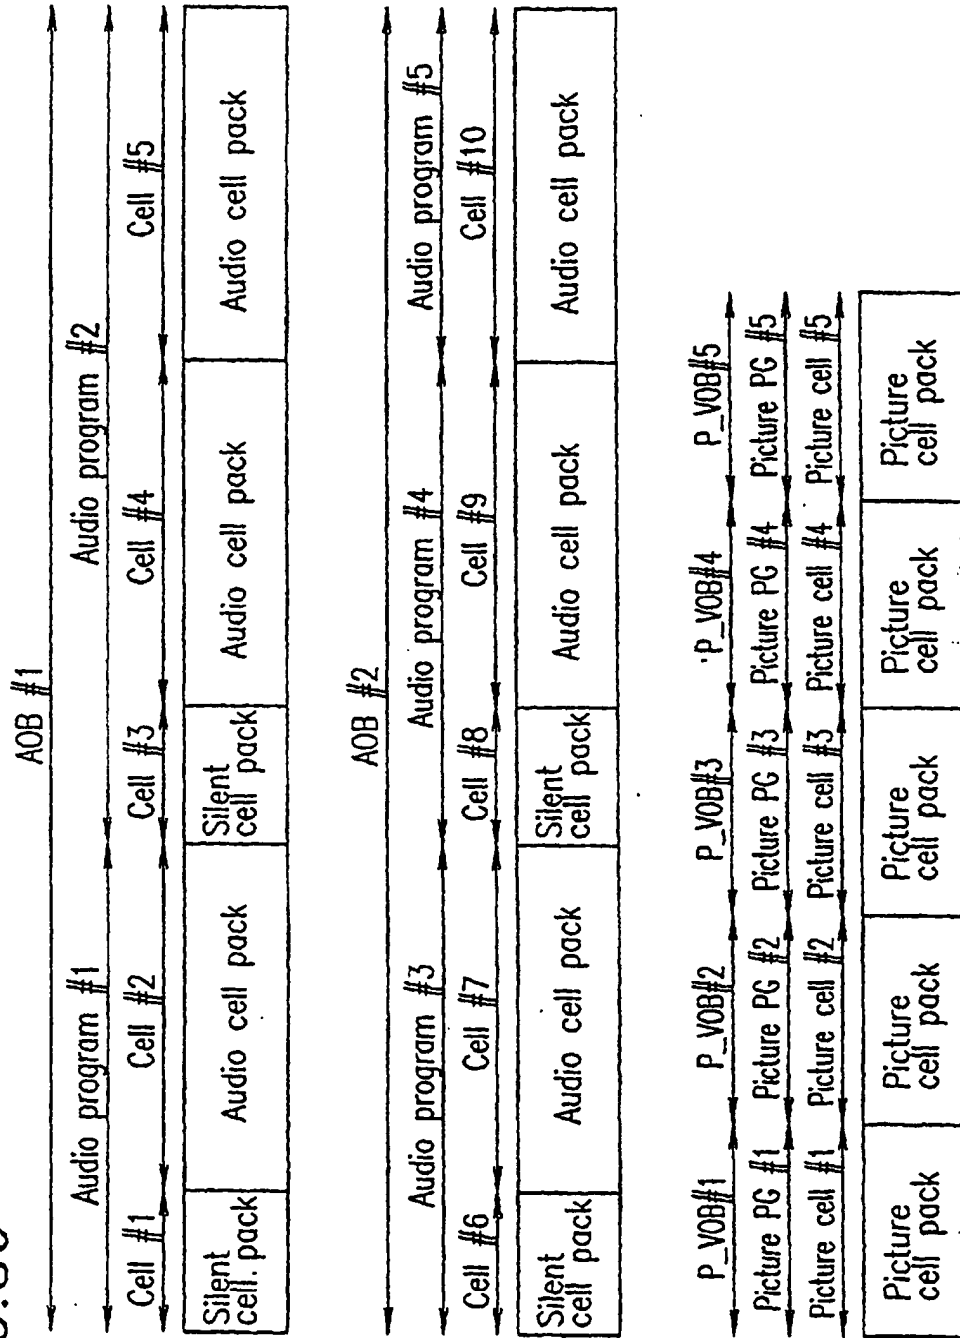 AOB #1
Audio program #1
Audio program #2
Cell #1
Cell #2
Cell #3
Cell #4
Cell #5
Silent
cell. pack
Audio cell pack
Silent
cell pack
Audio cell pack
Audio cell pack
AOB #2
Audio program #3
Audio program #4
Audio program #5
Cell #6
Cell #7
Cell #8
Cell #9
Cell #10
Silent
cell pack
Audio cell pack
Silent
cell pack
Audio cell pack
Audio cell pack
P_VOB#1
P_VOB#2
P_VOB#3
P_VOB#4
P_VOB#5
Picture PG #1
Picture PG #2
Picture PG #3
Picture PG #4
Picture PG #5
Picture cell #1
Picture cell #2
Picture cell #3
Picture cell #4
Picture cell #5
Picture
cell pack
Picture
cell pack
Picture
cell pack
Picture
cell pack
Picture
cell pack